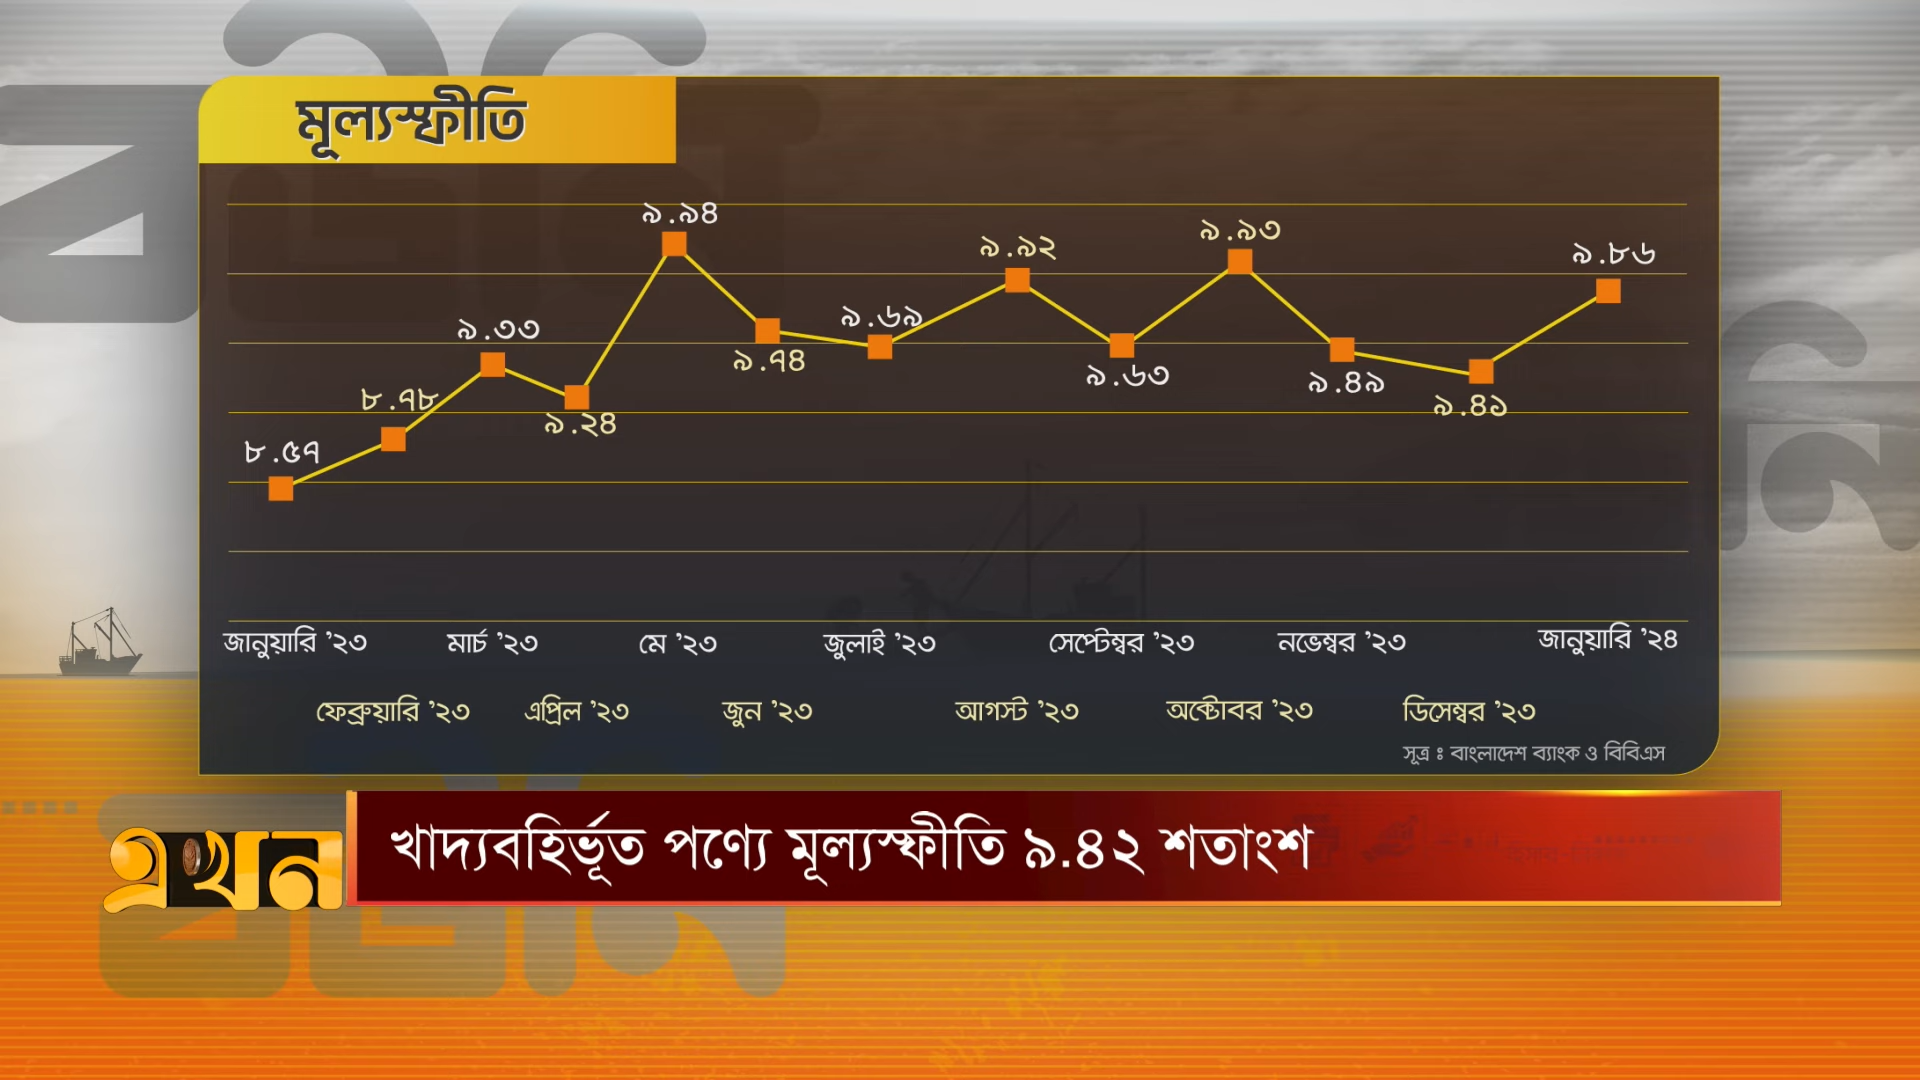 মূল্যস্ফীতি
৯.৯৪
৯.৯২
৯.৯৩
৯.৮৬
৯.৩৩
৯.৬৯
৯.৭৪
৯.৬৩
৯.৪৯
৮.৭৮
৯.২৪
৯.৪১
৮.৫৭
জানুয়ারি ’২৩ মার্চ ’২৩ মে ’২৩ জুলাই ’২৩ সেপ্টেম্বর ’২৩ নভেম্বর ’২৩ জানুয়ারি ’২৪
ফেব্রুয়ারি ’২৩ এপ্রিল ’২৩ জুন ’২৩ আগস্ট ’২৩ অক্টোবর ’২৩ ডিসেম্বর ’২৩
সূত্র ঃ বাংলাদেশ ব্যাংক ও বিবিএস
এখন
খাদ্যবহির্ভূত পণ্যে মূল্যস্ফীতি ৯.৪২ শতাংশ